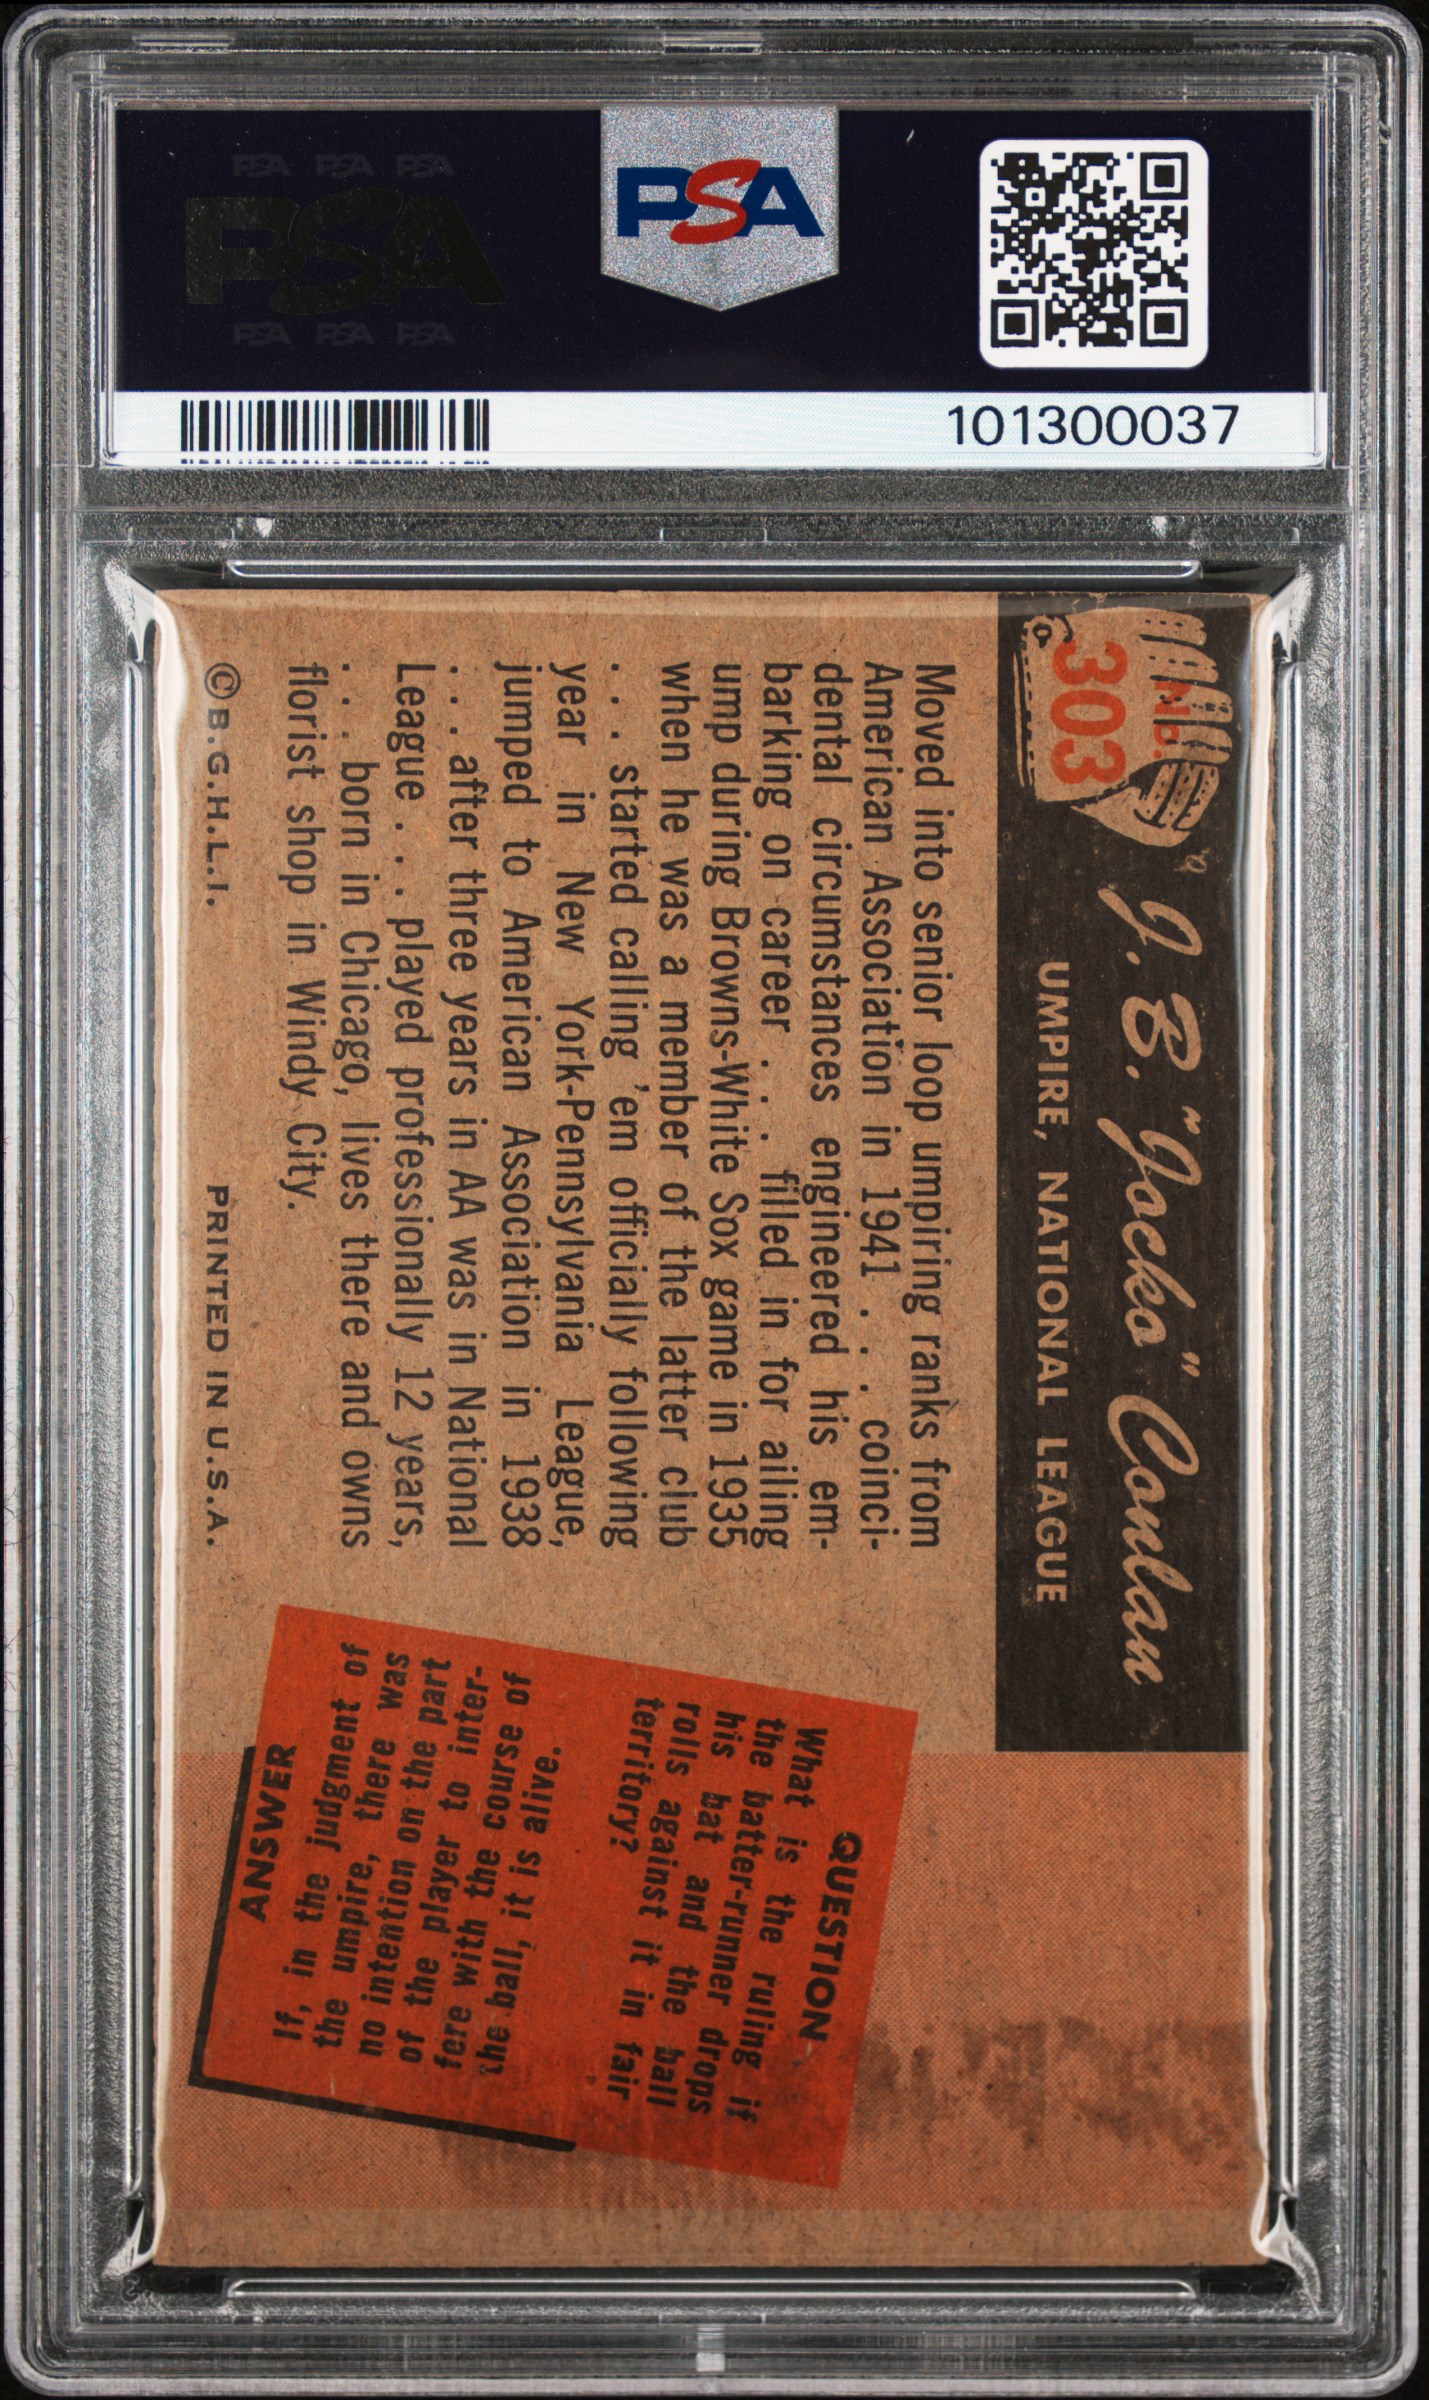 PSA PSA PSA
PSA
PSA PSA PSA
PSA
101300037
No.
303
J. B. "Jocko" Conlan
UMPIRE, NATIONAL LEAGUE
Moved into senior loop umpiring ranks from
American Association in 1941 . . . coinci-
dental circumstances engineered his em-
barking on career . . . filled in for ailing
ump during Browns-White Sox game in 1935
when he was a member of the latter club
. . . started calling 'em officially following
year in New York-Pennsylvania League,
jumped to American Association in 1938
. . . after three years in AA was in National
League . . . played professionally 12 years,
. . . born in Chicago, lives there and owns
florist shop in Windy City.
©B.G.H.L.I.
PRINTED IN U.S.A.
QUESTION
What is the ruling if
the batter-runner drops
his bat and the ball
rolls against it in fair
territory?
ANSWER
If, in the judgment of
the umpire, there was
no intention on the part
of the player to inter-
fere with the course of
the ball, it is alive.